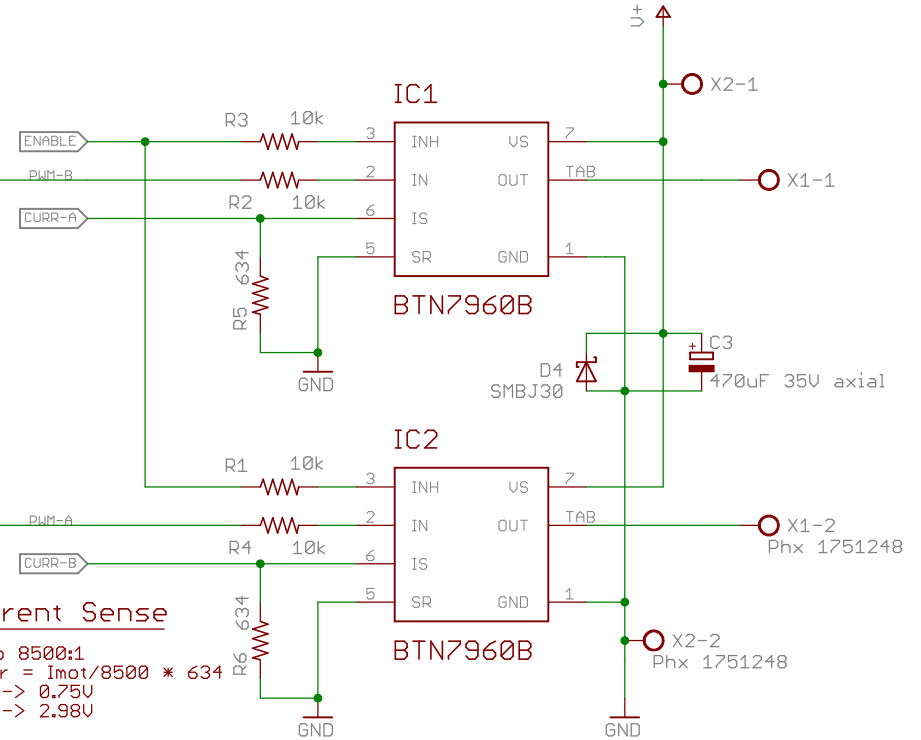 V+
X2-1
IC1
R3 10k
ENABLE
3 INH VS 7
PWM-B
2 IN OUT TAB
X1-1
R2 10k
CURR-A
6 IS
5 SR GND 1
634
R5
BTN7960B
GND
D4
SMBJ30
+
C3
470uF 35V axial
IC2
R1 10k
3 INH VS 7
PWM-A
2 IN OUT TAB
X1-2
Phx 1751248
R4 10k
CURR-B
6 IS
5 SR GND 1
634
R6
BTN7960B
X2-2
Phx 1751248
GND
GND
rent Sense
8500:1
r = Imot/8500 * 634
-> 0.75V
-> 2.98V